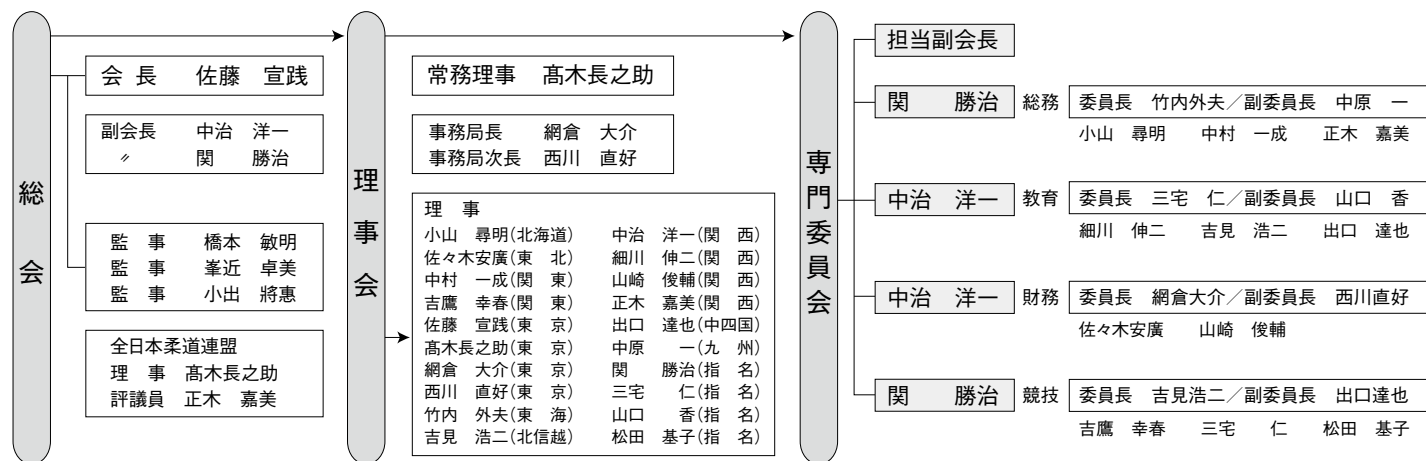 総会
会 長　佐藤　宣践
副会長　中治　洋一
〃　関　勝治
監　事　橋本　敏明
監　事　峯近　卓美
監　事　小出　將惠
全日本柔道連盟
理　事　髙木長之助
評議員　正木　嘉美
理事会
常務理事　髙木長之助
事務局長　網倉　大介
事務局次長　西川　直好
理　事
小山　尋明(北海道)　中治　洋一(関　西)
佐々木安廣(東　北)　細川　伸二(関　西)
中村　一成(関　東)　山崎　俊輔(関　西)
吉鷹　幸春(関　東)　正木　嘉美(関　西)
佐藤　宣践(東　京)　出口　達也(中四国)
髙木長之助(東　京)　中原　一(九　州)
網倉　大介(東　京)　関　勝治(指　名)
西川　直好(東　京)　三宅　仁(指　名)
竹内　外夫(東　海)　山口　香(指　名)
吉見　浩二(北信越)　松田　基子(指　名)
専門委員会
担当副会長
関　勝治　総務　委員長　竹内外夫／副委員長　中原　一
小山　尋明　中村　一成　正木　嘉美
中治　洋一　教育　委員長　三宅　仁／副委員長　山口　香
細川　伸二　吉見　浩二　出口　達也
中治　洋一　財務　委員長　網倉大介／副委員長　西川直好
佐々木安廣　山崎　俊輔
関　勝治　競技　委員長　吉見浩二／副委員長　出口達也
吉鷹　幸春　三宅　仁　松田　基子